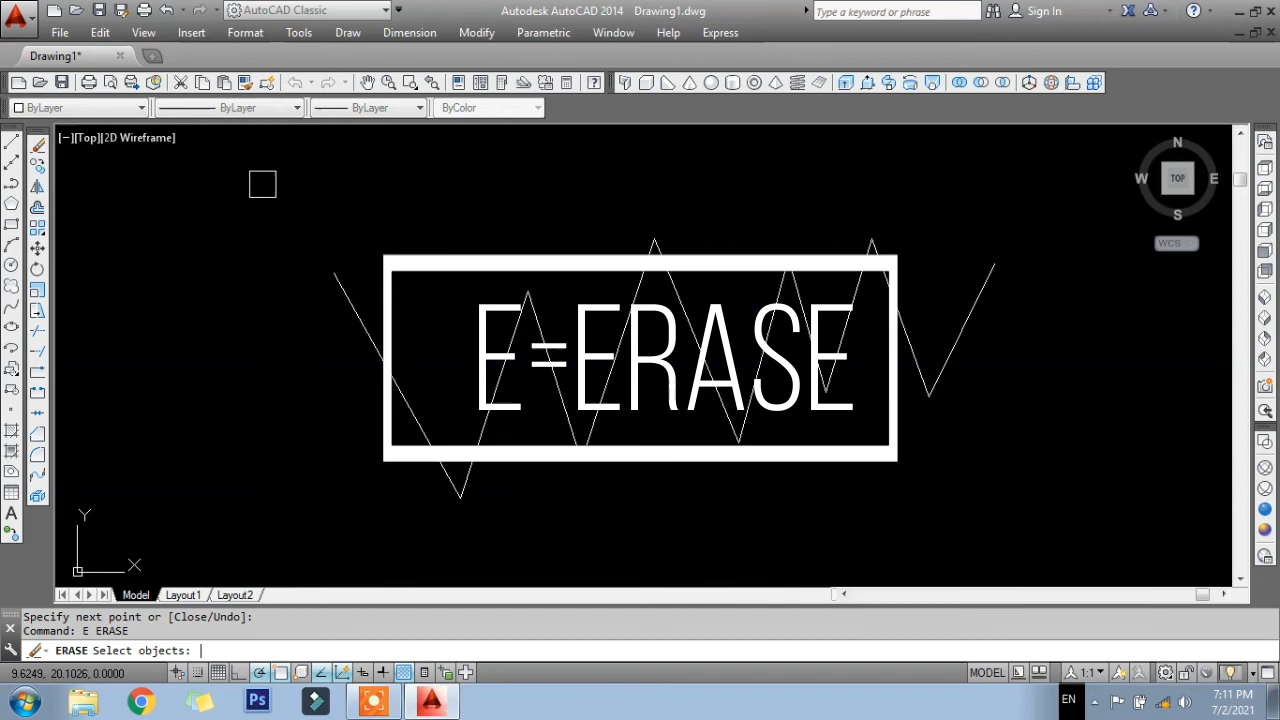 AutoCAD Classic
Autodesk AutoCAD 2014 Drawing1.dwg
Type a keyword or phrase
Sign In
File Edit View Insert Format Tools Draw Dimension Modify Parametric Window Help Express
Drawing1*
ByLayer ByLayer ByLayer ByColor
[−][Top][2D Wireframe]
N
W TOP E
S
WCS
E=ERASE
Y
X
Model Layout1 Layout2
Specify next point or [Close/Undo]:
Command: E ERASE
ERASE Select objects:
9.6249, 20.1026, 0.0000
MODEL
1:1
Ps
EN
7:11 PM
7/2/2021